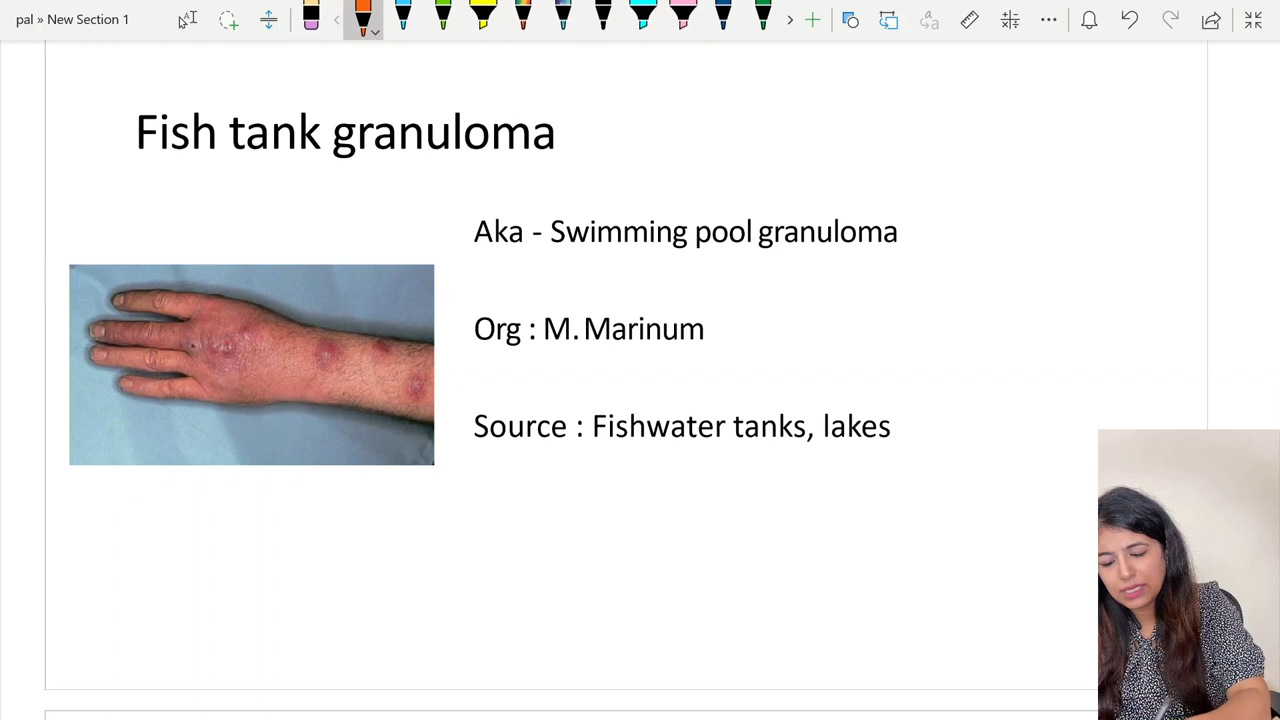 pal » New Section 1
Fish tank granuloma
Aka - Swimming pool granuloma
Org : M. Marinum
Source : Fishwater tanks, lakes